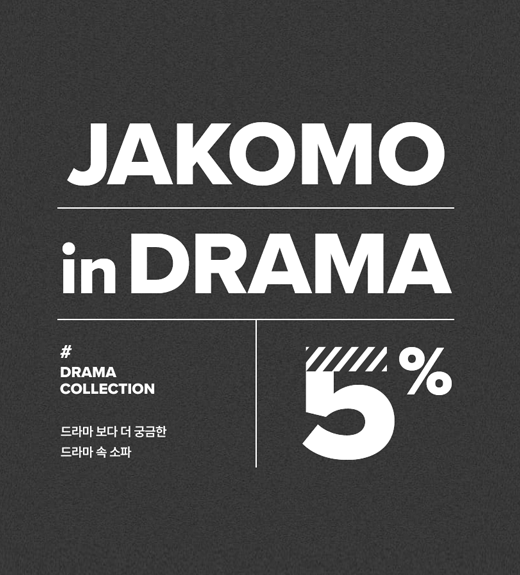 JAKOMO
in DRAMA
#
DRAMA
COLLECTION
드라마 보다 더 궁금한
드라마 속 소파
5%